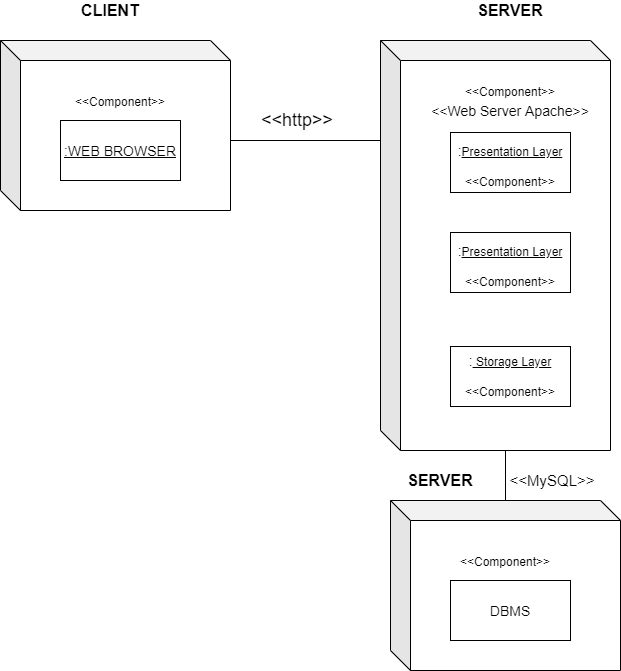 CLIENT
<<Component>>
:WEB BROWSER
<<http>>
SERVER
<<Component>>
<<Web Server Apache>>
:Presentation Layer
<<Component>>
:Presentation Layer
<<Component>>
: Storage Layer
<<Component>>
SERVER
<<MySQL>>
<<Component>>
DBMS